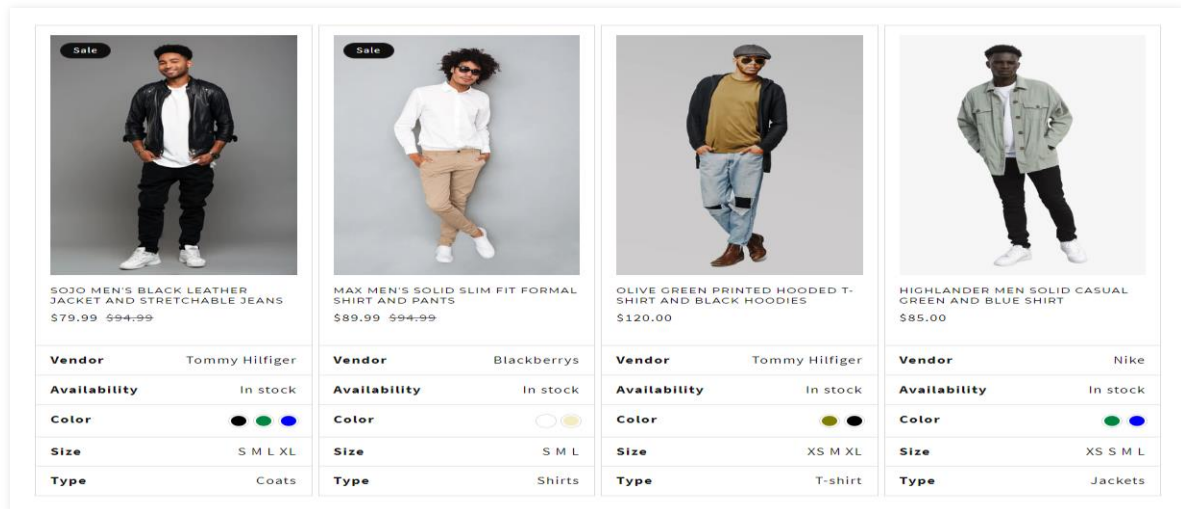 Sale
SOJO MEN'S BLACK LEATHER
JACKET AND STRETCHABLE JEANS
$79.99 $94.99
Vendor Tommy Hilfiger
Availability In stock
Color
Size S M L XL
Type Coats
Sale
MAX MEN'S SOLID SLIM FIT FORMAL
SHIRT AND PANTS
$89.99 $94.99
Vendor Blackberrys
Availability In stock
Color
Size S M L
Type Shirts
OLIVE GREEN PRINTED HOODED T-
SHIRT AND BLACK HOODIES
$120.00
Vendor Tommy Hilfiger
Availability In stock
Color
Size XS M XL
Type T-shirt
HIGHLANDER MEN SOLID CASUAL
GREEN AND BLUE SHIRT
$85.00
Vendor Nike
Availability In stock
Color
Size XS S M L
Type Jackets